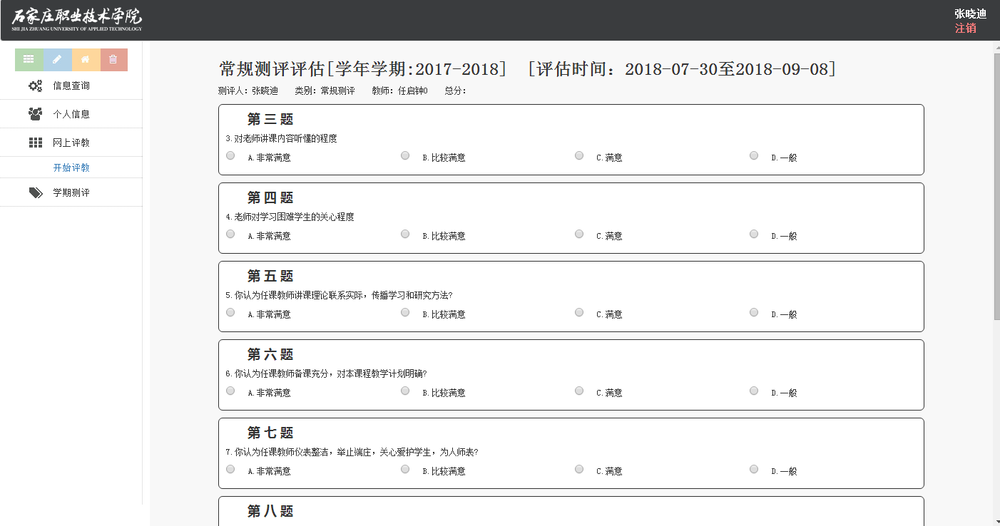 石家庄职业技术学院
SHI JIA ZHUANG UNIVERSITY OF APPLIED TECHNOLOGY
张晓迪
注销
信息查询
个人信息
网上评教
开始评教
学期测评
常规测评评估[学年学期:2017-2018] [评估时间：2018-07-30至2018-09-08]
测评人：张晓迪 类别：常规测评 教师：任启钟0 总分：
第三题
3.对老师讲课内容听懂的程度
A.非常满意 B.比较满意 C.满意 D.一般
第四题
4.老师对学习困难学生的关心程度
A.非常满意 B.比较满意 C.满意 D.一般
第五题
5.你认为任课教师讲课理论联系实际，传播学习和研究方法?
A.非常满意 B.比较满意 C.满意 D.一般
第六题
6.你认为任课教师备课充分，对本课程教学计划明确?
A.非常满意 B.比较满意 C.满意 D.一般
第七题
7.你认为任课教师仪表整洁，举止端庄，关心爱护学生，为人师表?
A.非常满意 B.比较满意 C.满意 D.一般
第八题